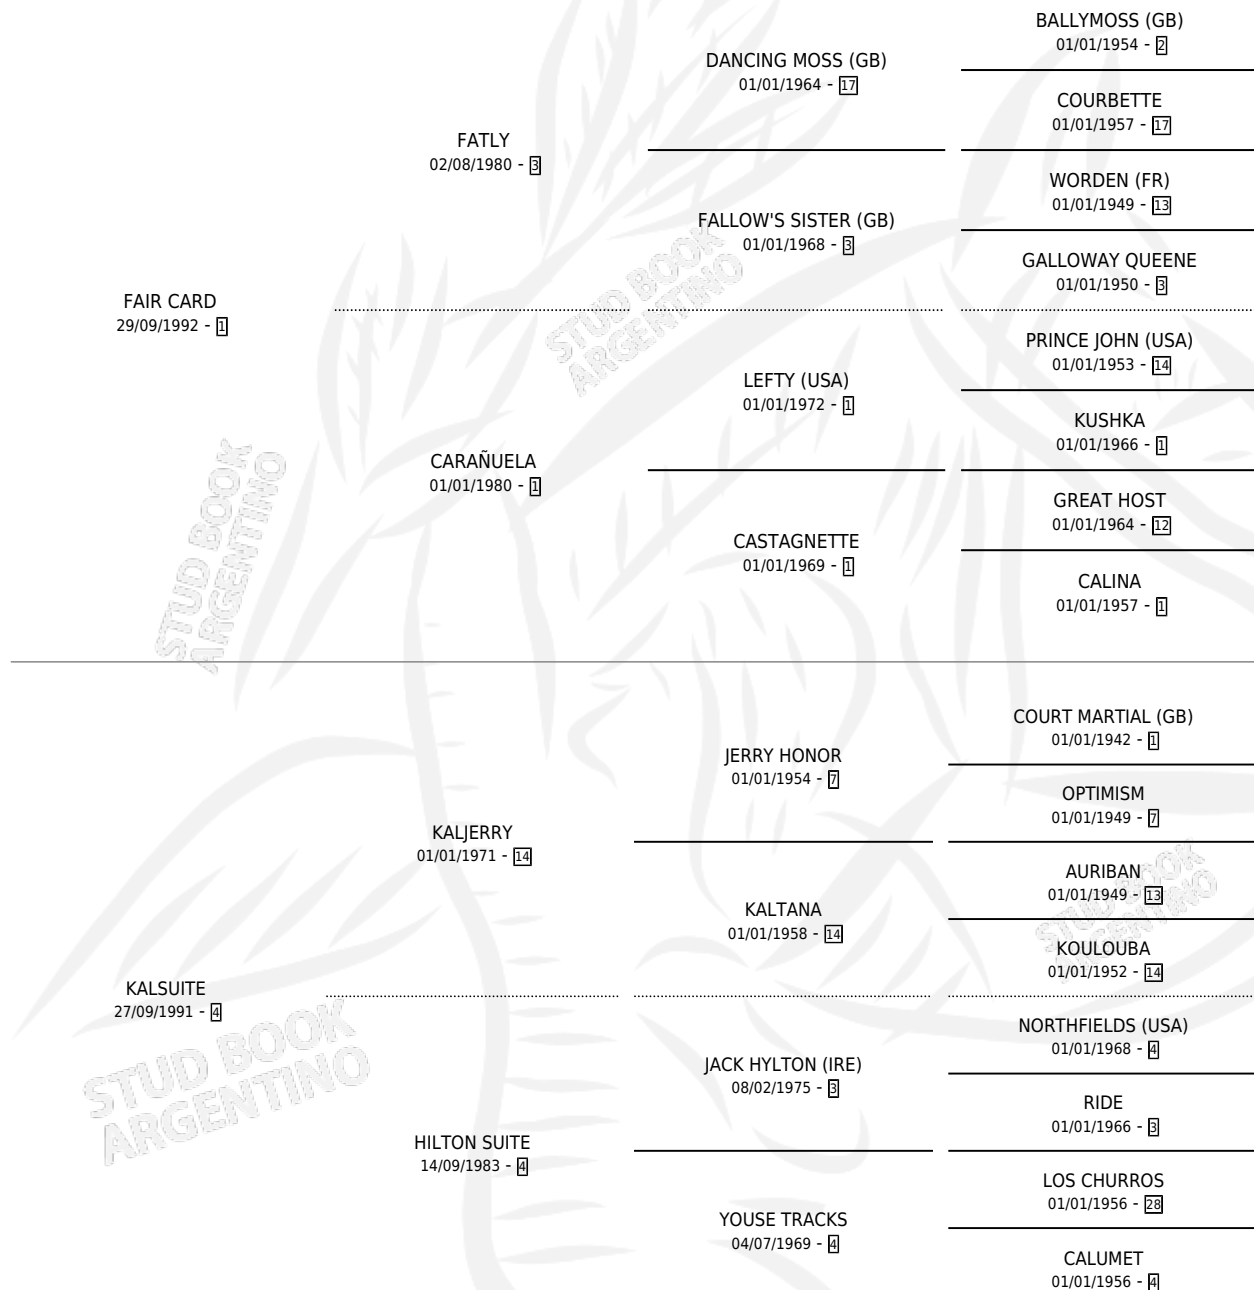 BALLYMOSS (GB)
01/01/1954 - 2
DANCING MOSS (GB)
01/01/1964 - 17
COURBETTE
01/01/1957 - 17
FATLY
02/08/1980 - 3
WORDEN (FR)
01/01/1949 - 13
FALLOW'S SISTER (GB)
01/01/1968 - 3
GALLOWAY QUEENE
01/01/1950 - 3
FAIR CARD
29/09/1992 - 1
STUD BOOK
ARGENTINO
PRINCE JOHN (USA)
01/01/1953 - 14
LEFTY (USA)
01/01/1972 - 1
KUSHKA
01/01/1966 - 1
CARAÑUELA
01/01/1980 - 1
GREAT HOST
01/01/1964 - 12
CASTAGNETTE
01/01/1969 - 1
CALINA
01/01/1957 - 1
STUD BOOK
ARGENTINO
COURT MARTIAL (GB)
01/01/1942 - 1
JERRY HONOR
01/01/1954 - 7
OPTIMISM
01/01/1949 - 7
KALJERRY
01/01/1971 - 14
AURIBAN
01/01/1949 - 13
KALTANA
01/01/1958 - 14
STUD BOOK
ARGENTINO
KOULOUBA
01/01/1952 - 14
KALSUITE
27/09/1991 - 4
NORTHFIELDS (USA)
01/01/1968 - 4
JACK HYLTON (IRE)
08/02/1975 - 3
STUD BOOK
ARGENTINO
RIDE
01/01/1966 - 3
HILTON SUITE
14/09/1983 - 4
LOS CHURROS
01/01/1956 - 28
YOUSE TRACKS
04/07/1969 - 4
CALUMET
01/01/1956 - 4